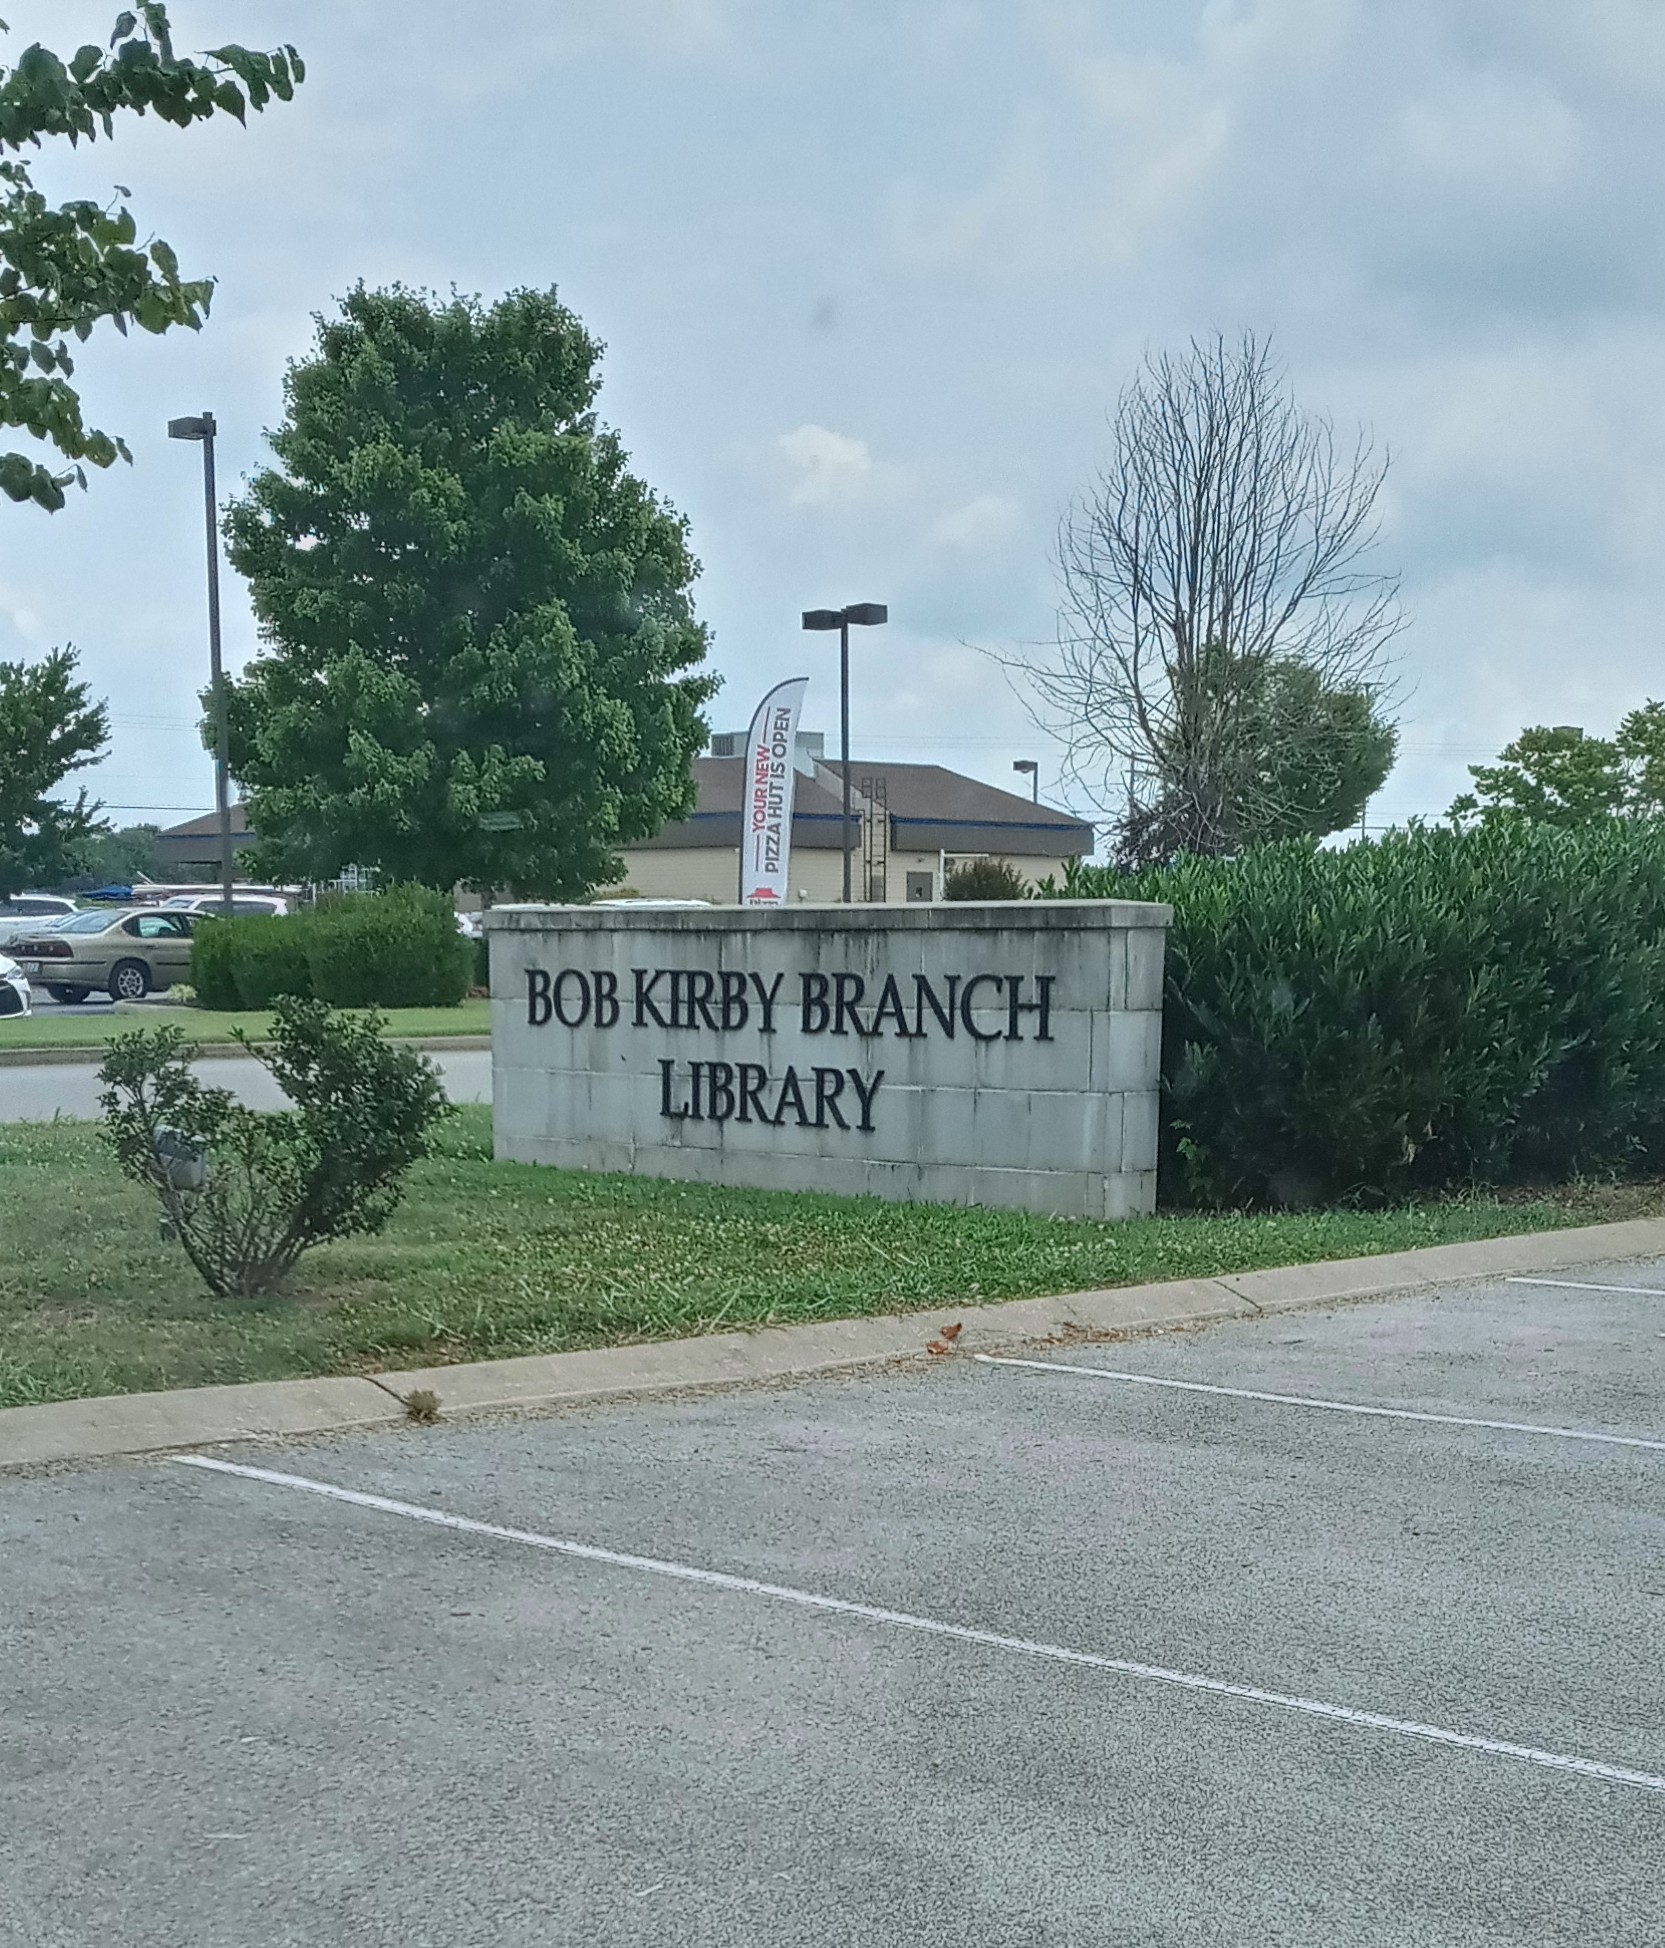 YOUR NEW
PIZZA HUT IS OPEN
BOB KIRBY BRANCH
LIBRARY